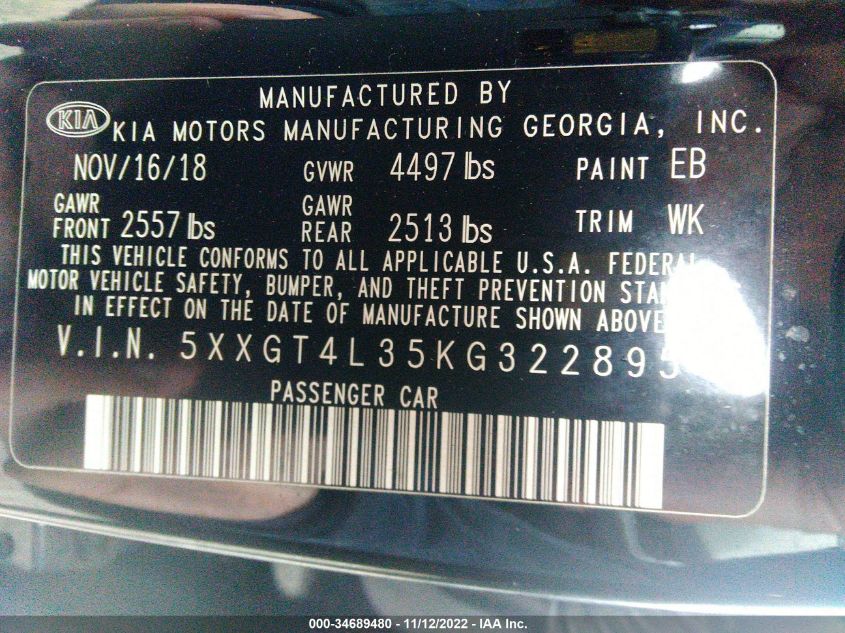 MANUFACTURED BY
KIA KIA MOTORS MANUFACTURING GEORGIA, INC.
NOV/16/18 GVWR 4497 lbs PAINT EB
GAWR FRONT 2557 lbs GAWR REAR 2513 lbs TRIM WK
THIS VEHICLE CONFORMS TO ALL APPLICABLE U.S.A. FEDERAL
MOTOR VEHICLE SAFETY, BUMPER, AND THEFT PREVENTION
IN EFFECT ON THE DATE OF MANUFACTURE SHOWN ABOVE
V.I.N. 5XXGT4L35KG322895
PASSENGER CAR
000-34689480 - 11/12/2022 - IAA Inc.